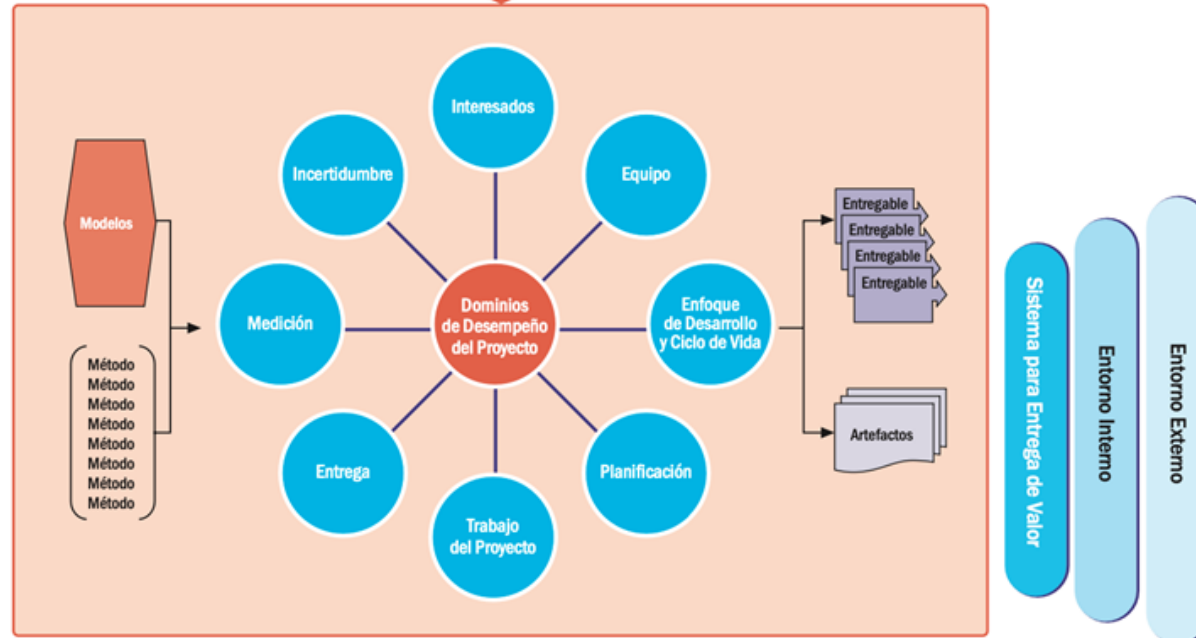 Interesados
Incertidumbre
Equipo
Modelos
Entregable
Entregable
Entregable
Entregable
Medición
Dominios
de Desempeño
del Proyecto
Enfoque
de Desarrollo
y Ciclo de Vida
Método
Método
Método
Método
Método
Método
Método
Método
Artefactos
Entrega
Planificación
Trabajo
del Proyecto
Sistema para Entrega de Valor
Entorno Interno
Entorno Externo